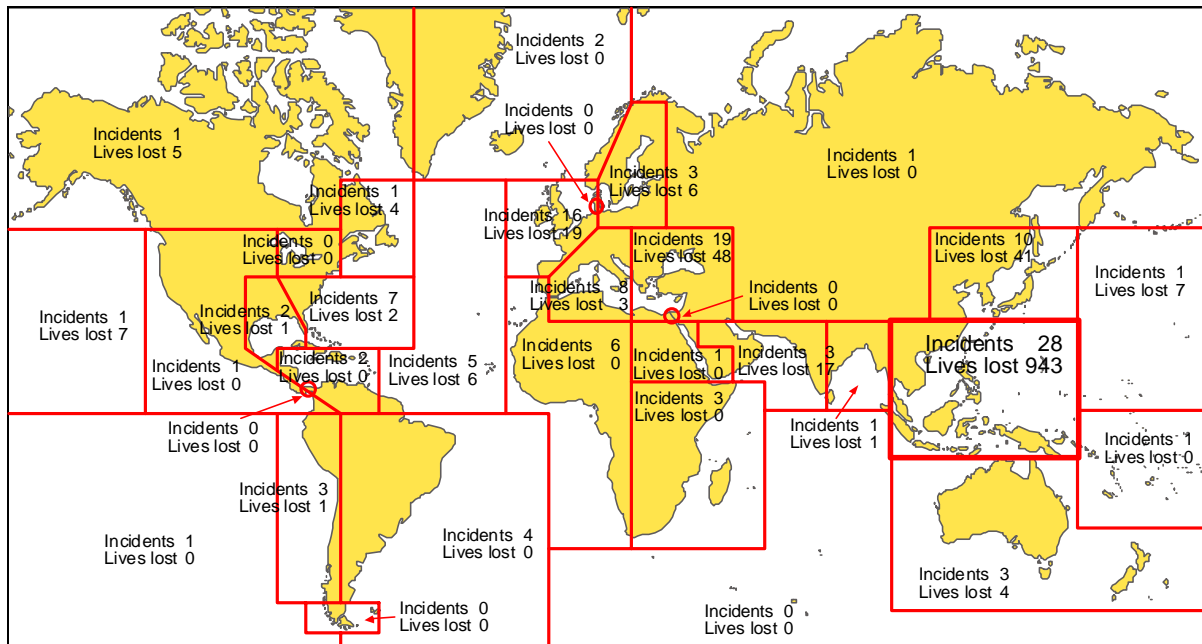 Incidents 2
Lives lost 0
Incidents 0
Lives lost 0
Incidents 1
Lives lost 5
Incidents 1
Lives lost 0
Incidents 3
Lives lost 6
Incidents 1
Lives lost 4
Incidents 16
Lives lost 19
Incidents 0
Lives lost 0
Incidents 19
Lives lost 48
Incidents 10
Lives lost 41
Incidents 1
Lives lost 7
Incidents 7
Lives lost 2
Incidents 8
Lives lost 3
Incidents 0
Lives lost 0
Incidents 1
Lives lost 7
Incidents 2
Lives lost 1
Incidents 28
Lives lost 943
Incidents 1
Lives lost 0
Incidents 2
Lives lost 0
Incidents 5
Lives lost 6
Incidents 6
Lives lost 0
Incidents 1
Lives lost 0
Incidents 3
Lives lost 17
Incidents 3
Lives lost 0
Incidents 0
Lives lost 0
Incidents 1
Lives lost 1
Incidents 1
Lives lost 0
Incidents 3
Lives lost 1
Incidents 1
Lives lost 0
Incidents 4
Lives lost 0
Incidents 3
Lives lost 4
Incidents 0
Lives lost 0
Incidents 0
Lives lost 0